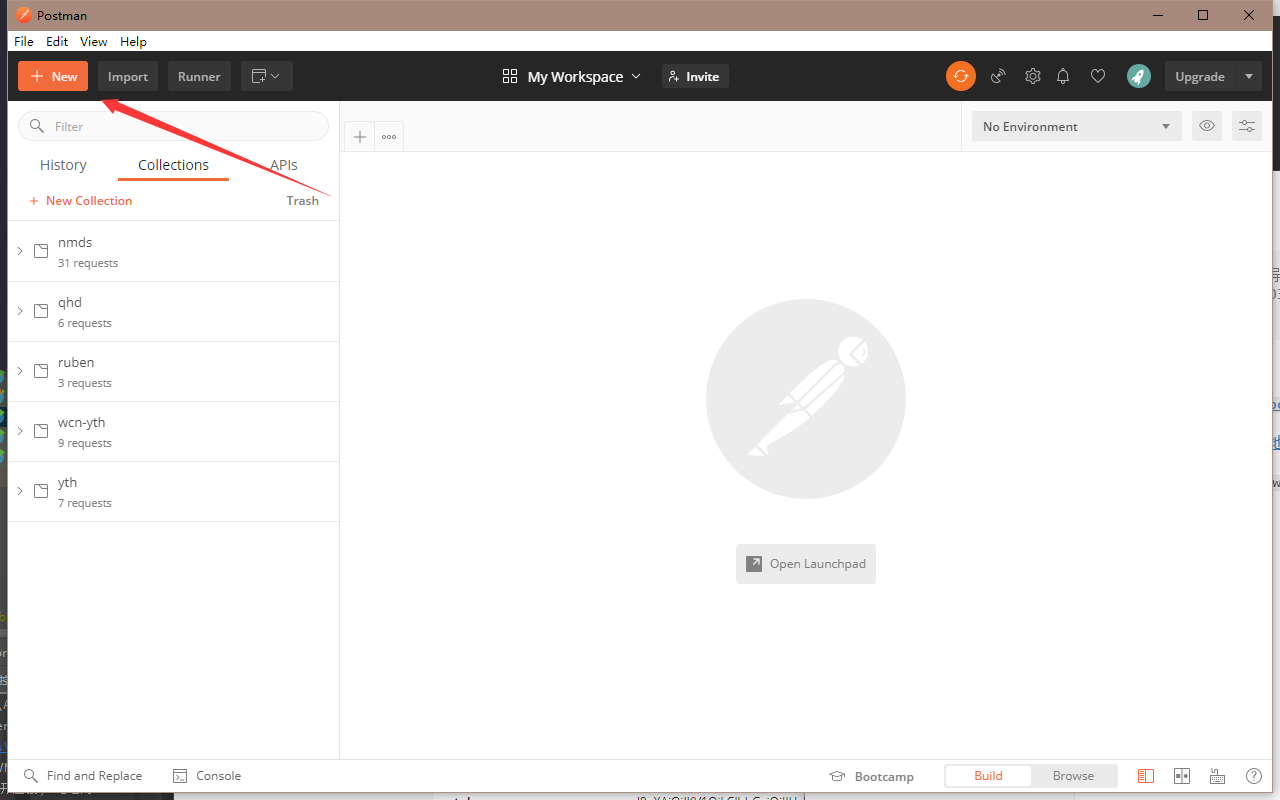 Postman
File Edit View Help
New Import Runner My Workspace Invite Upgrade
Filter
No Environment
History Collections APIs
New Collection Trash
nmds
31 requests
qhd
6 requests
ruben
3 requests
wcn-yth
9 requests
yth
7 requests
Open Launchpad
Find and Replace Console Bootcamp Build Browse